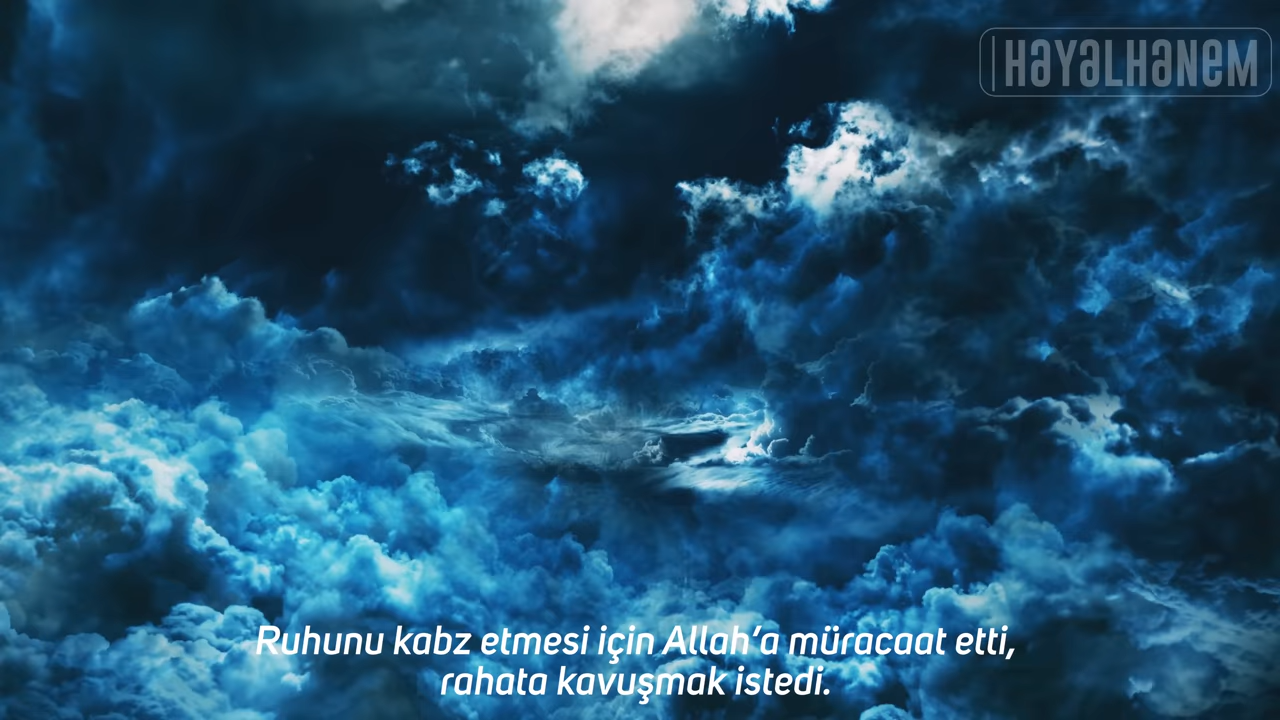 HAYALHANEM
Ruhunu kabz etmesi için Allah'a müracaat etti,
rahata kavuşmak istedi.